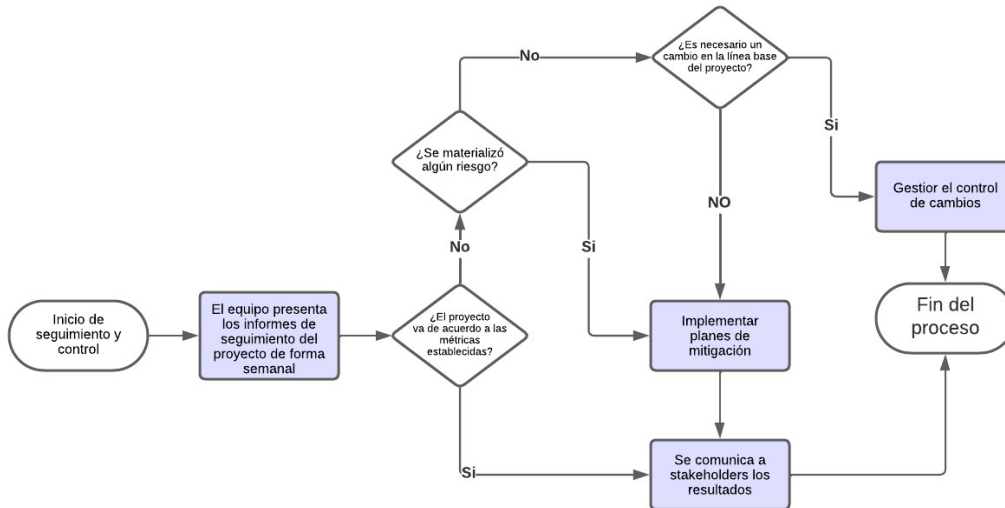 ¿Es necesario un
cambio en la línea base
del proyecto?
No
Si
¿Se materializó
algún riesgo?
Gestior el control
de cambios
NO
Si
No
Inicio de
seguimiento y
control
El equipo presenta
los informes de
seguimiento del
proyecto de forma
semanal
¿El proyecto
va de acuerdo a las
métricas establecidas?
Implementar
planes de
mitigación
Fin del
proceso
Si
Se comunica a
stakeholders los
resultados